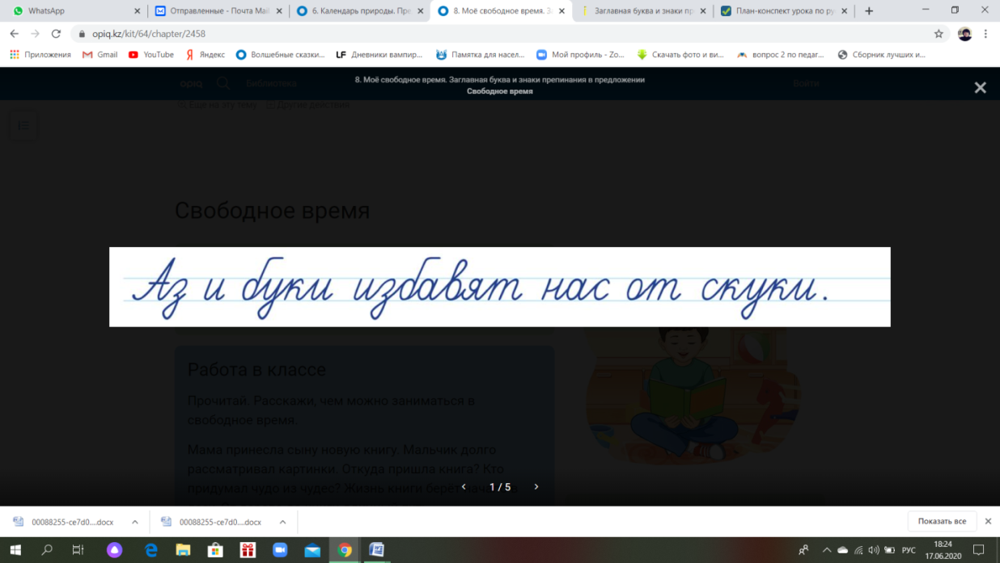 WhatsApp
Отправленные - Почта Mail
6. Календарь природы. Пре
8. Моё свободное время. З
Заглавная буква и знаки пр
План-конспект урока по ру
opiq.kz/kit/64/chapter/2458
Приложения
Gmail
YouTube
Яндекс
Волшебные сказки...
Дневники вампир...
Памятка для насел...
Мой профиль - Zo...
Скачать фото и ви...
вопрос 2 по педаг...
Сборник лучших и...
opiq
Библиотека
8. Моё свободное время. Заглавная буква и знаки препинания в предложении
Свободное время
Войти
Ещё на эту тему
Другие действия
Свободное время
Аз и буки избавят нас от скуки.
Работа в классе
Прочитай. Расскажи, чем можно заниматься в
свободное время.
Мама принесла сыну новую книгу. Мальчик долго
рассматривал картинки. Откуда пришла книга? Кто
придумал чудо из чудес? Жизнь книги
1 / 5
00088255-ce7d0....docx
00088255-ce7d0....docx
Показать все
РУС
18:24
17.06.2020